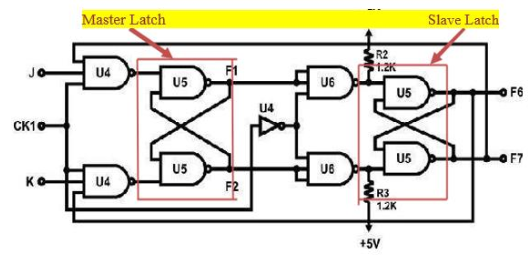 Master Latch
Slave Latch
R2
1.2K
F1
U4
U5
U6
U5
J
F6
CK1
U4
F7
U4
U5
U6
U5
K
F2
R3
1.2K
+5V